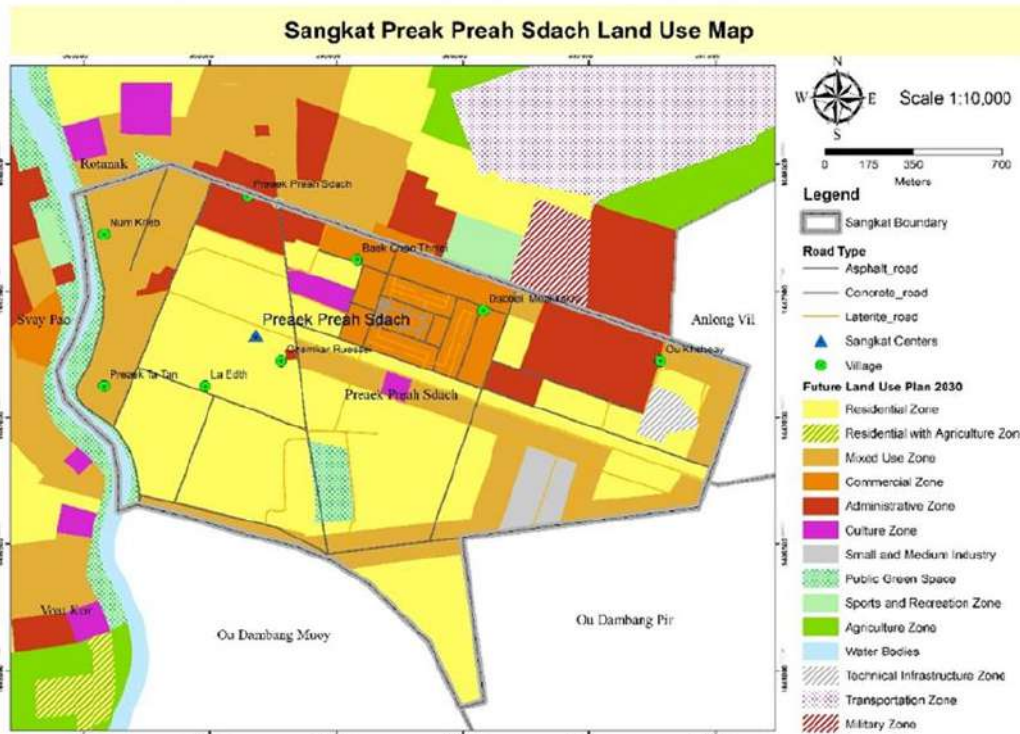 Sangkat Preak Preah Sdach Land Use Map
N
W
E
S
Scale 1:10,000
0 175 350 700
Meters
Legend
Sangkat Boundary
Road Type
Asphalt_road
Concrete_road
Laterite_road
Sangkat Centers
Village
Future Land Use Plan 2030
Residential Zone
Residential with Agriculture Zon
Mixed Use Zone
Commercial Zone
Administrative Zone
Culture Zone
Small and Medium Industry
Public Green Space
Sports and Recreation Zone
Agriculture Zone
Water Bodies
Technical Infrastructure Zone
Transportation Zone
Military Zone
Rotanak
Preaek Preah Sdach
Num Krieb
Baek Chan Thmei
Svay Pao
Preaek Preah Sdach
Anlong Vil
Ou Khcheay
Chamkar Ruessei
Preaek Ta Tan
La Edth
Preaek Preah Sdach
Ou Dambang Muoy
Ou Dambang Pir